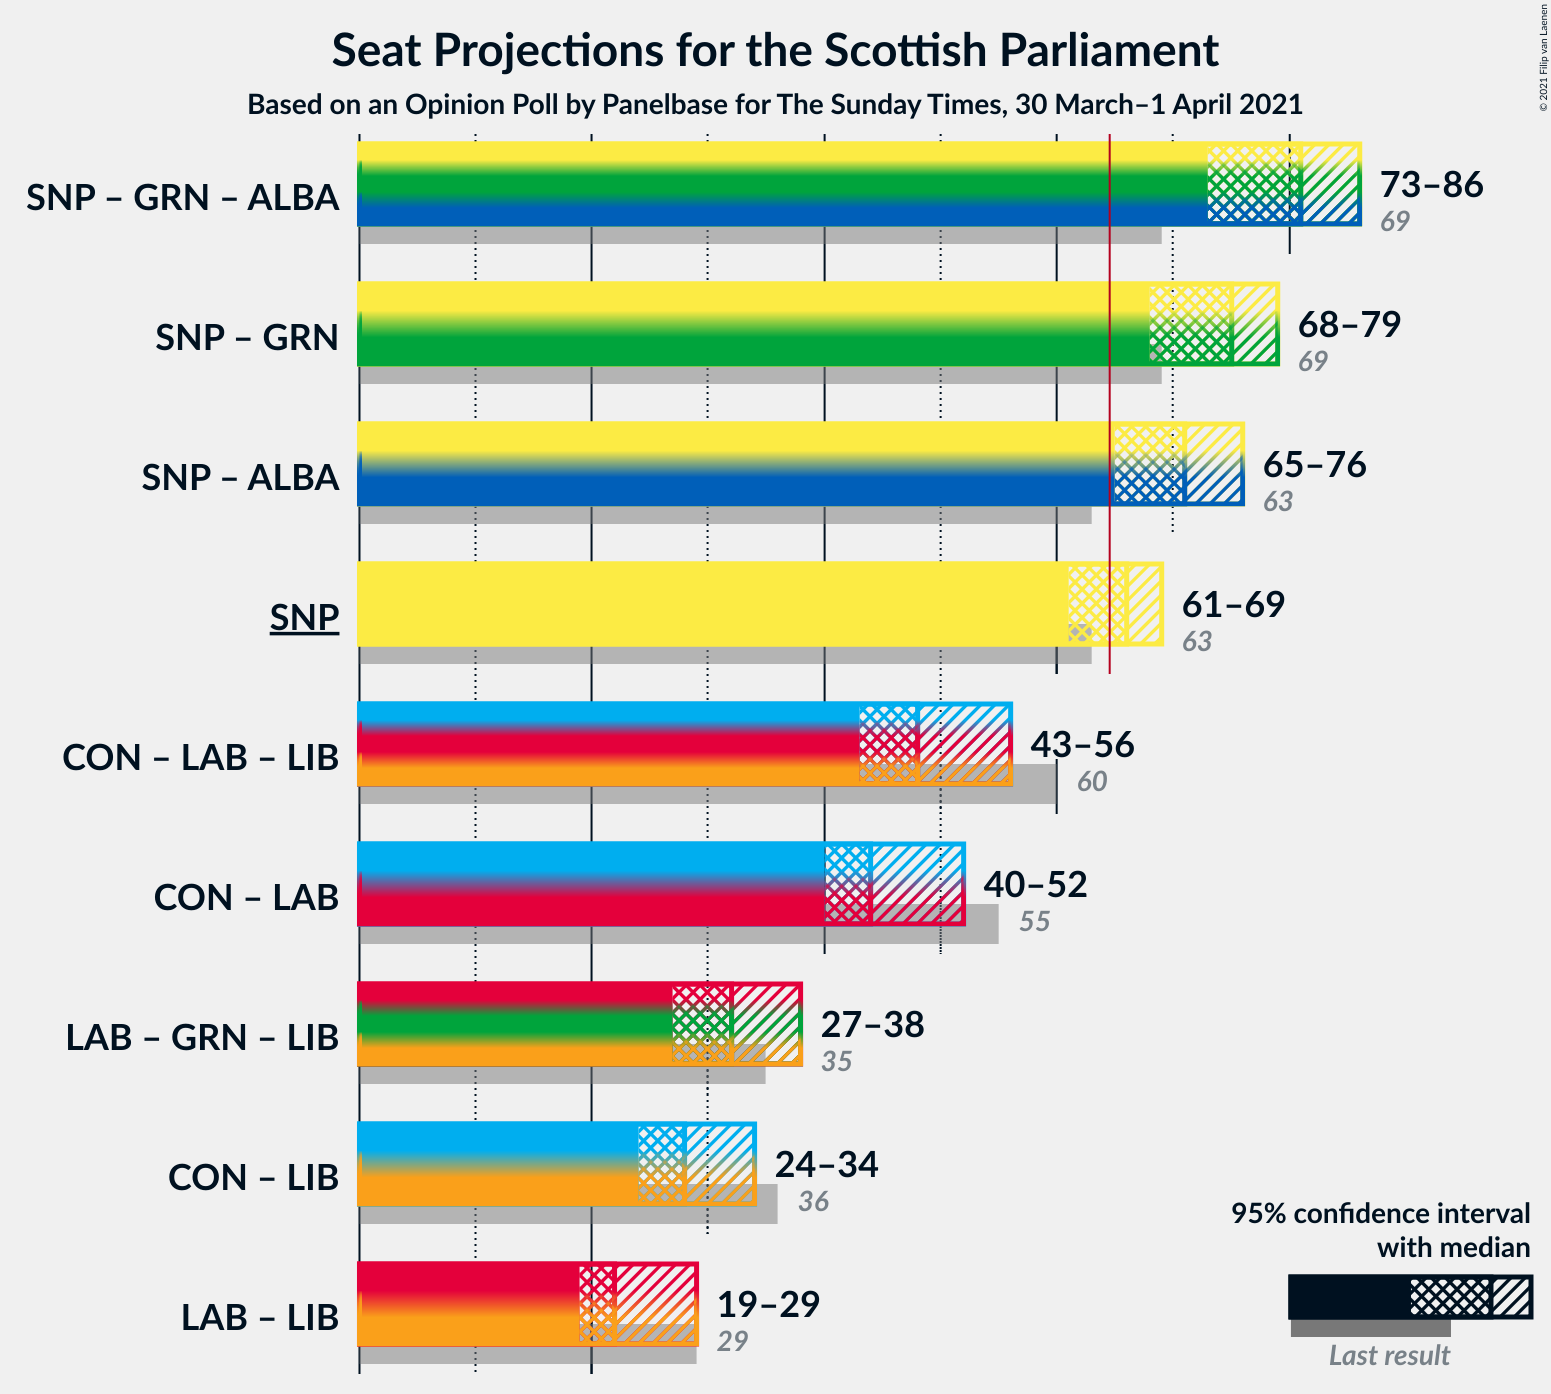 Seat Projections for the Scottish Parliament
Based on an Opinion Poll by Panelbase for The Sunday Times, 30 March–1 April 2021
© 2021 Filip van Laenen
SNP – GRN – ALBA
73–86
69
SNP – GRN
68–79
69
SNP – ALBA
65–76
63
SNP
61–69
63
CON – LAB – LIB
43–56
60
CON – LAB
40–52
55
LAB – GRN – LIB
27–38
35
CON – LIB
24–34
36
LAB – LIB
19–29
29
95% confidence interval
with median
Last result